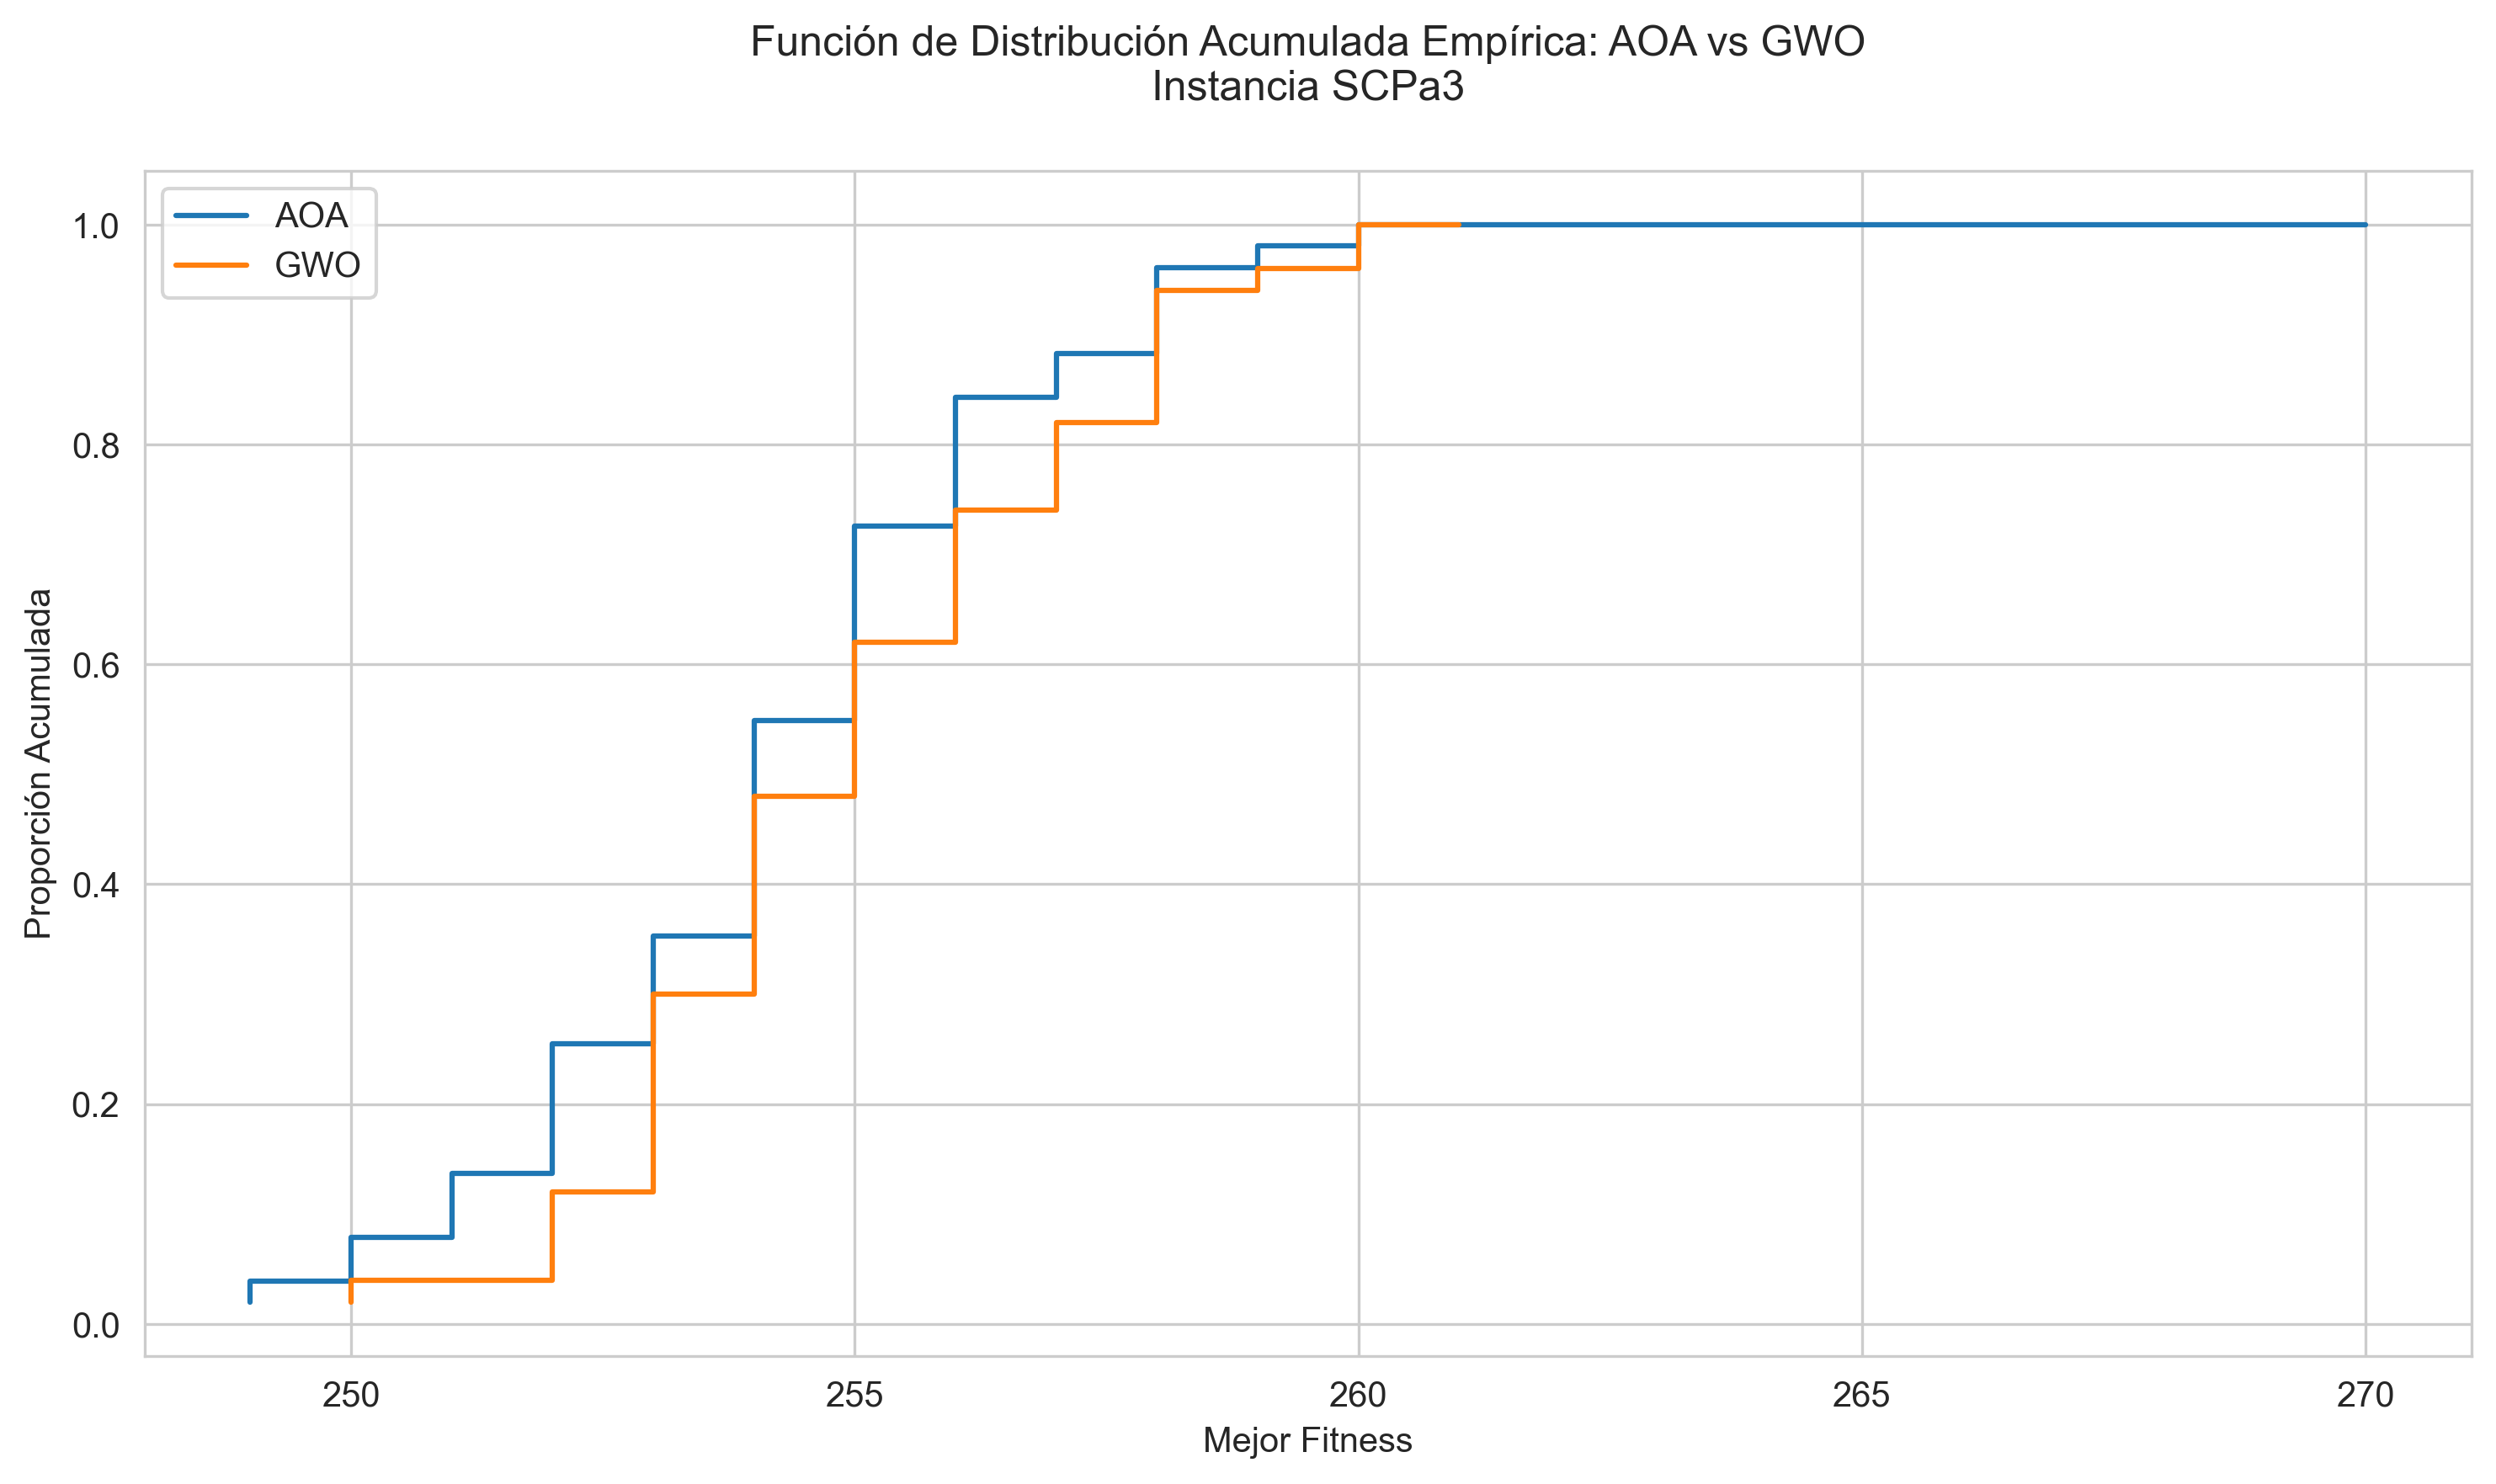 Función de Distribución Acumulada Empírica: AOA vs GWO
Instancia SCPa3
AOA
GWO
1.0
0.8
0.6
0.4
0.2
0.0
Proporción Acumulada
250
255
260
265
270
Mejor Fitness